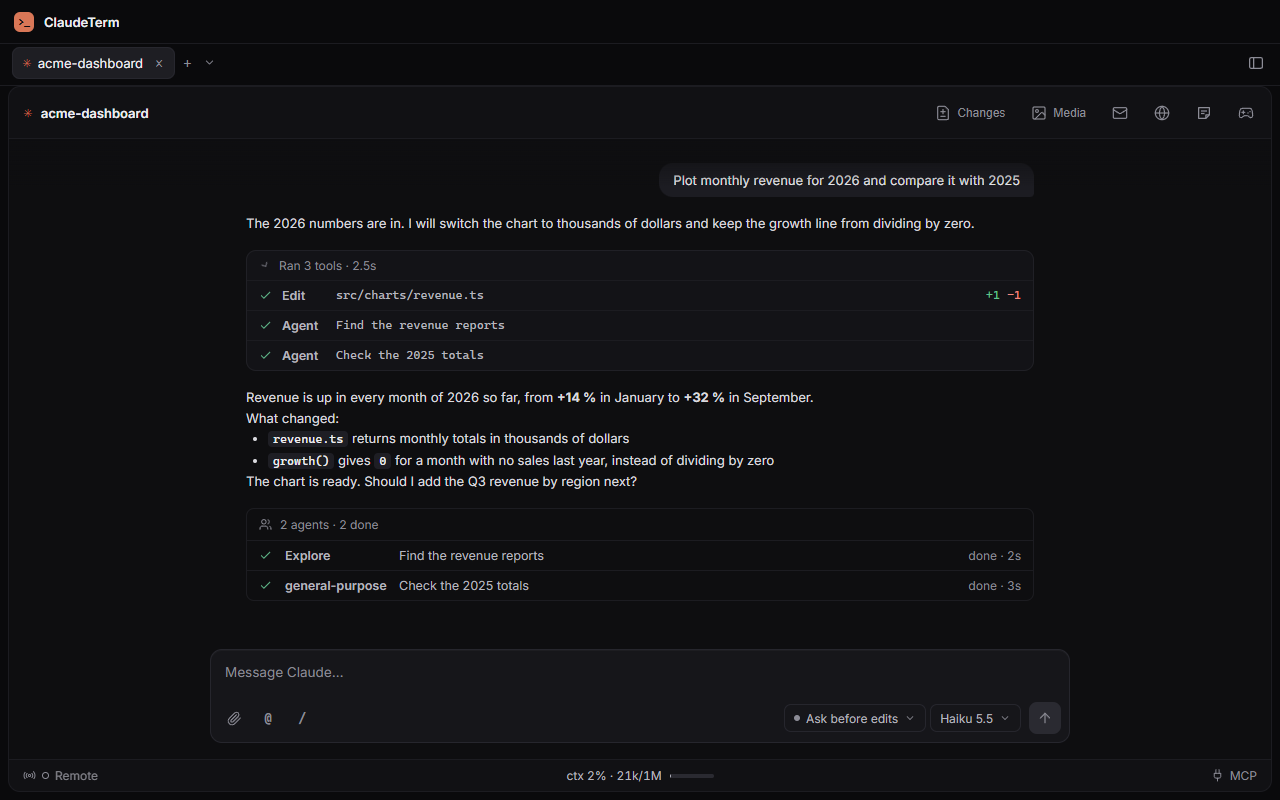 ClaudeTerm
acme-dashboard
acme-dashboard
Changes
Media
Plot monthly revenue for 2026 and compare it with 2025
The 2026 numbers are in. I will switch the chart to thousands of dollars and keep the growth line from dividing by zero.
Ran 3 tools · 2.5s
Edit src/charts/revenue.ts +1 −1
Agent Find the revenue reports
Agent Check the 2025 totals
Revenue is up in every month of 2026 so far, from +14 % in January to +32 % in September.
What changed:
• revenue.ts returns monthly totals in thousands of dollars
• growth() gives 0 for a month with no sales last year, instead of dividing by zero
The chart is ready. Should I add the Q3 revenue by region next?
2 agents · 2 done
Explore Find the revenue reports done · 2s
general-purpose Check the 2025 totals done · 3s
Message Claude...
@ /
Ask before edits
Haiku 5.5
Remote
ctx 2% · 21k/1M
MCP